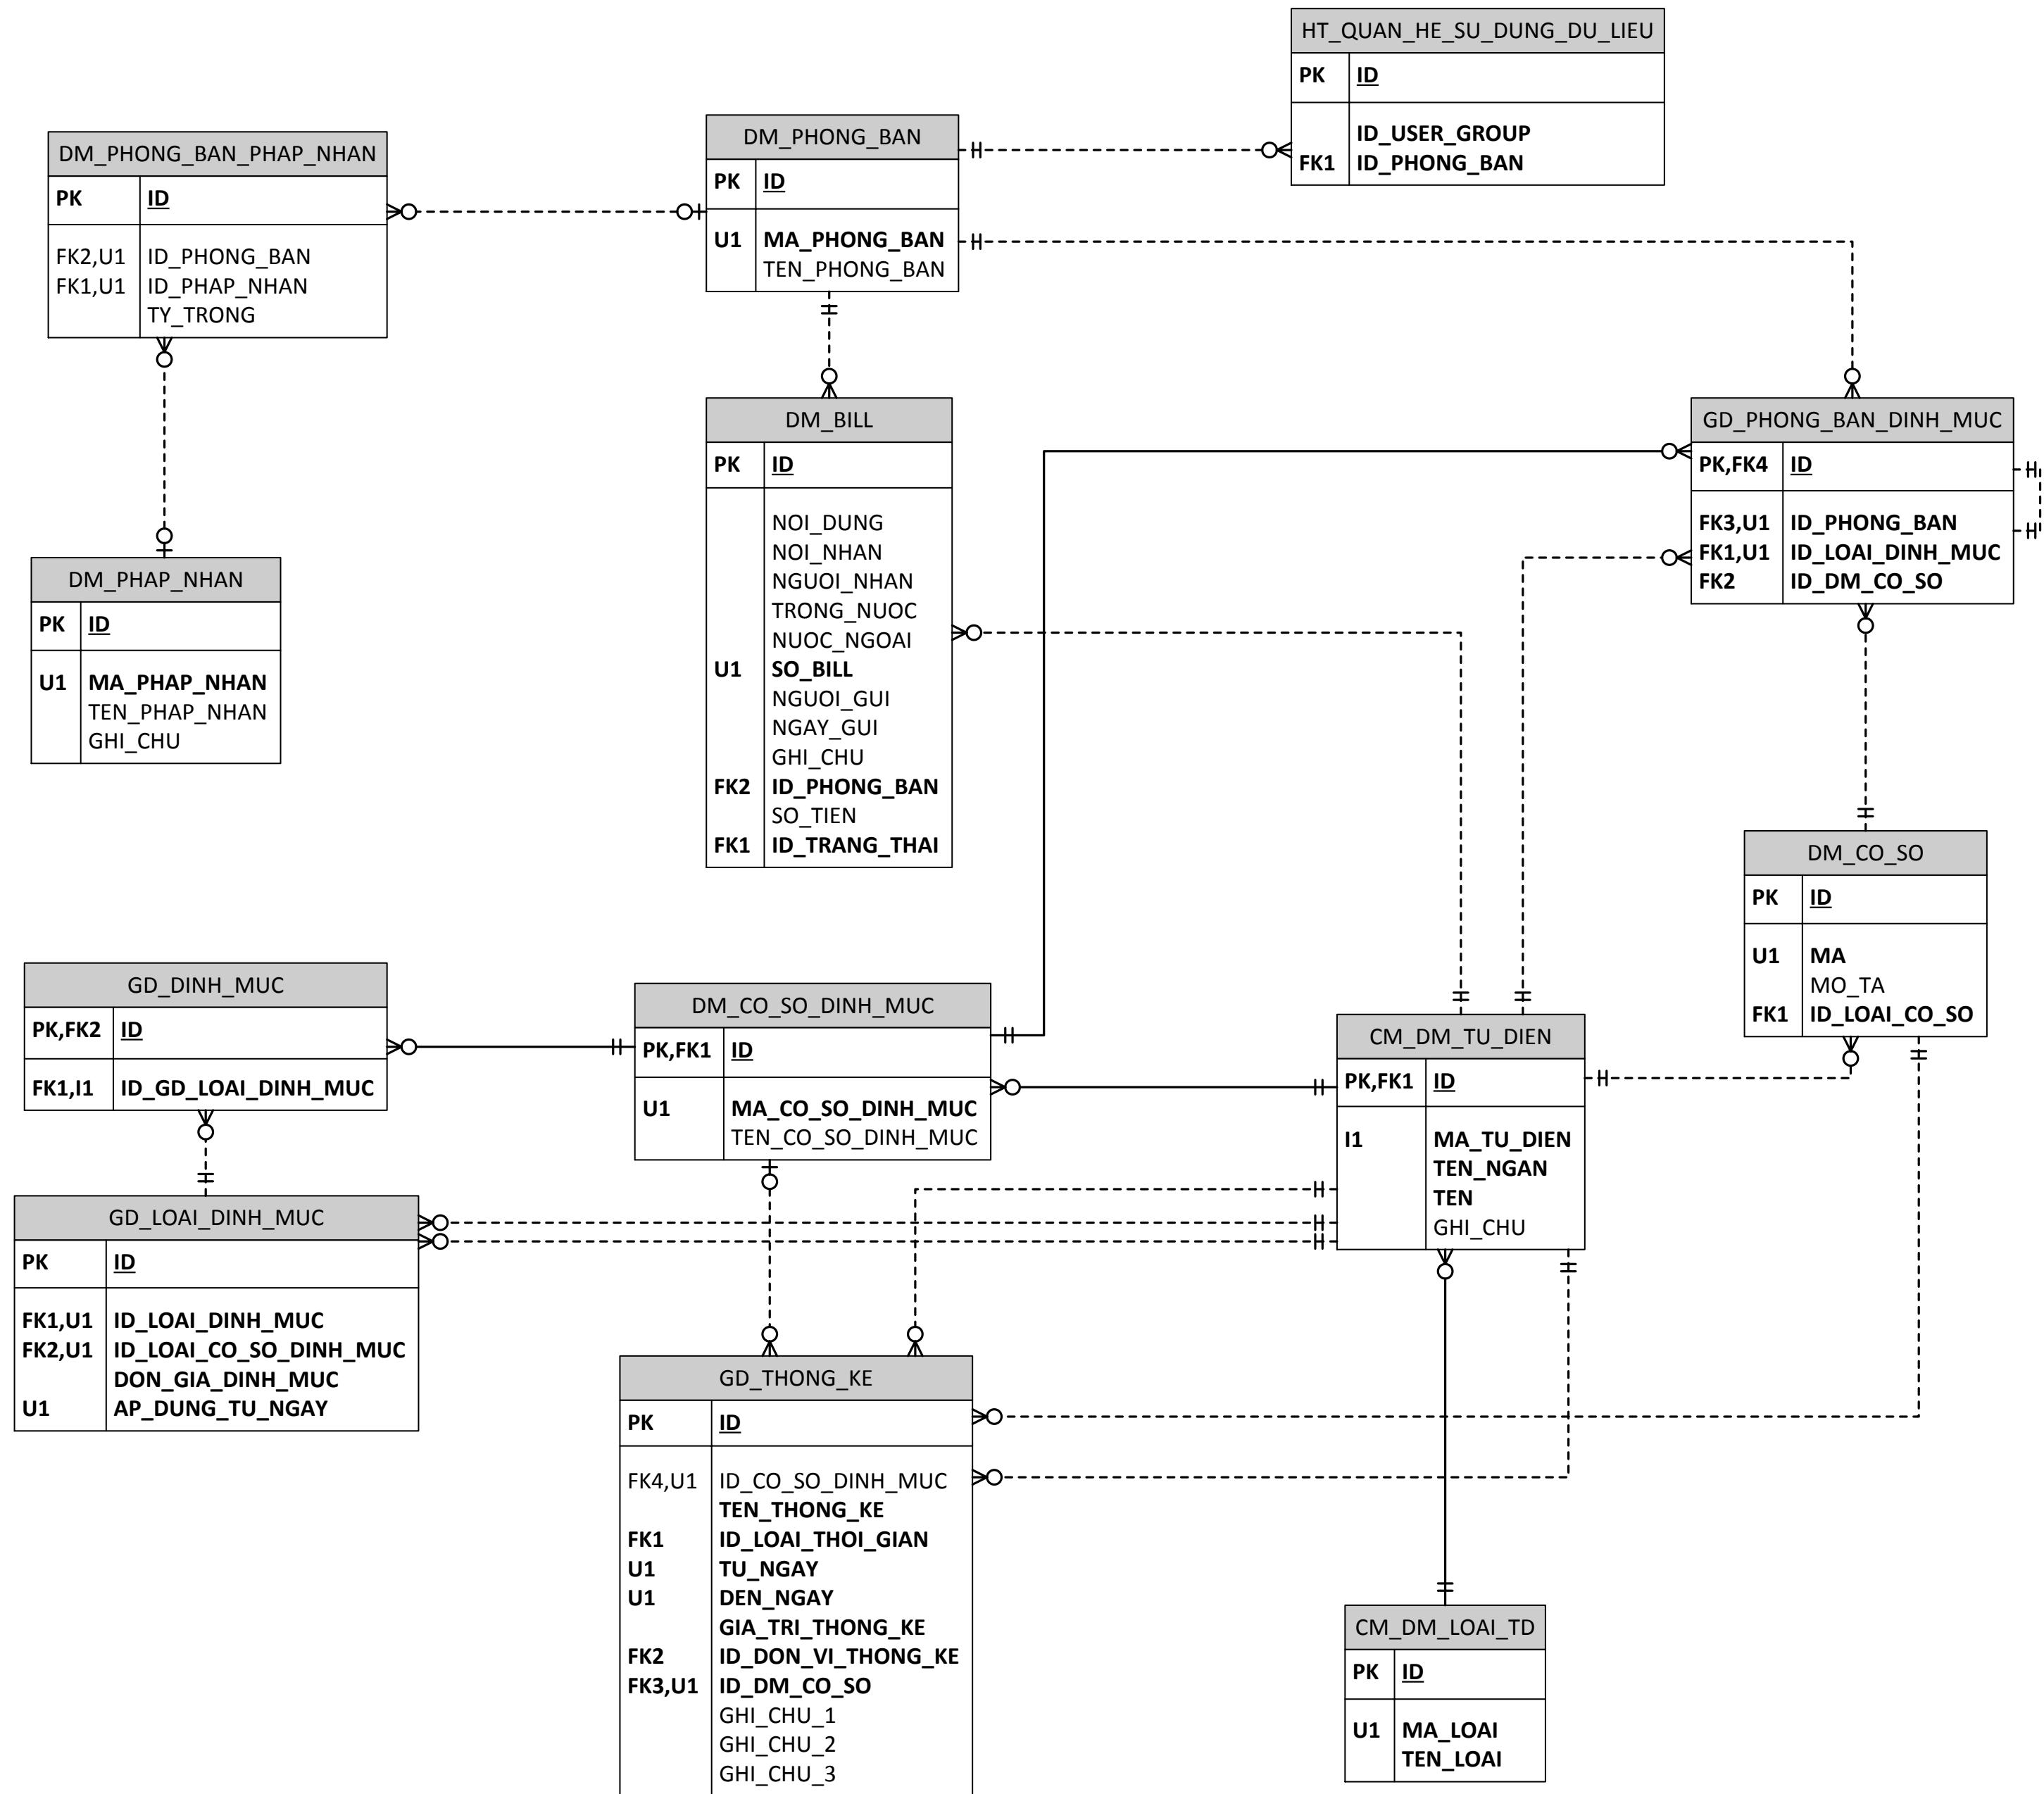 HT_QUAN_HE_SU_DUNG_DU_LIEU
PK ID
ID_USER_GROUP
FK1 ID_PHONG_BAN
DM_PHONG_BAN
PK ID
U1 MA_PHONG_BAN
TEN_PHONG_BAN
DM_PHONG_BAN_PHAP_NHAN
PK ID
FK2,U1 ID_PHONG_BAN
FK1,U1 ID_PHAP_NHAN
TY_TRONG
DM_BILL
PK ID
NOI_DUNG
NOI_NHAN
NGUOI_NHAN
TRONG_NUOC
NUOC_NGOAI
U1 SO_BILL
NGUOI_GUI
NGAY_GUI
GHI_CHU
FK2 ID_PHONG_BAN
SO_TIEN
FK1 ID_TRANG_THAI
GD_PHONG_BAN_DINH_MUC
PK,FK4 ID
FK3,U1 ID_PHONG_BAN
FK1,U1 ID_LOAI_DINH_MUC
FK2 ID_DM_CO_SO
DM_PHAP_NHAN
PK ID
U1 MA_PHAP_NHAN
TEN_PHAP_NHAN
GHI_CHU
DM_CO_SO
PK ID
U1 MA
MO_TA
FK1 ID_LOAI_CO_SO
GD_DINH_MUC
PK,FK2 ID
FK1,I1 ID_GD_LOAI_DINH_MUC
DM_CO_SO_DINH_MUC
PK,FK1 ID
U1 MA_CO_SO_DINH_MUC
TEN_CO_SO_DINH_MUC
CM_DM_TU_DIEN
PK,FK1 ID
I1 MA_TU_DIEN
TEN_NGAN
TEN
GHI_CHU
GD_LOAI_DINH_MUC
PK ID
FK1,U1 ID_LOAI_DINH_MUC
FK2,U1 ID_LOAI_CO_SO_DINH_MUC
DON_GIA_DINH_MUC
U1 AP_DUNG_TU_NGAY
GD_THONG_KE
PK ID
FK4,U1 ID_CO_SO_DINH_MUC
TEN_THONG_KE
FK1 ID_LOAI_THOI_GIAN
U1 TU_NGAY
U1 DEN_NGAY
GIA_TRI_THONG_KE
FK2 ID_DON_VI_THONG_KE
FK3,U1 ID_DM_CO_SO
GHI_CHU_1
GHI_CHU_2
GHI_CHU_3
CM_DM_LOAI_TD
PK ID
U1 MA_LOAI
TEN_LOAI